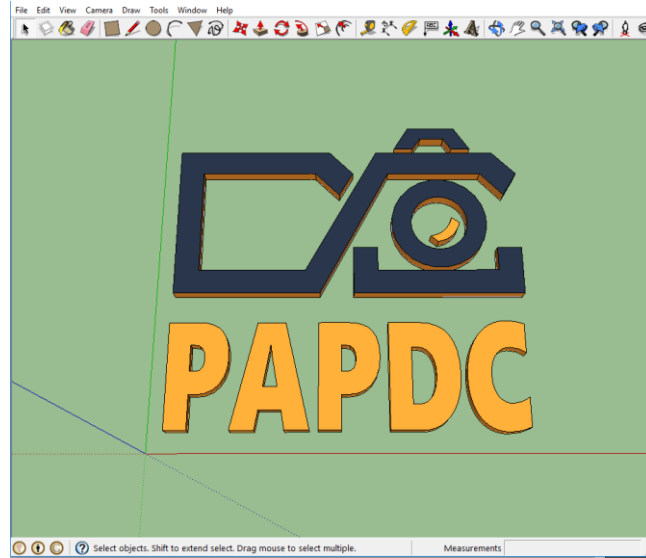 File Edit View Camera Draw Tools Window Help
PAPDC
Select objects. Shift to extend select. Drag mouse to select multiple. Measurements